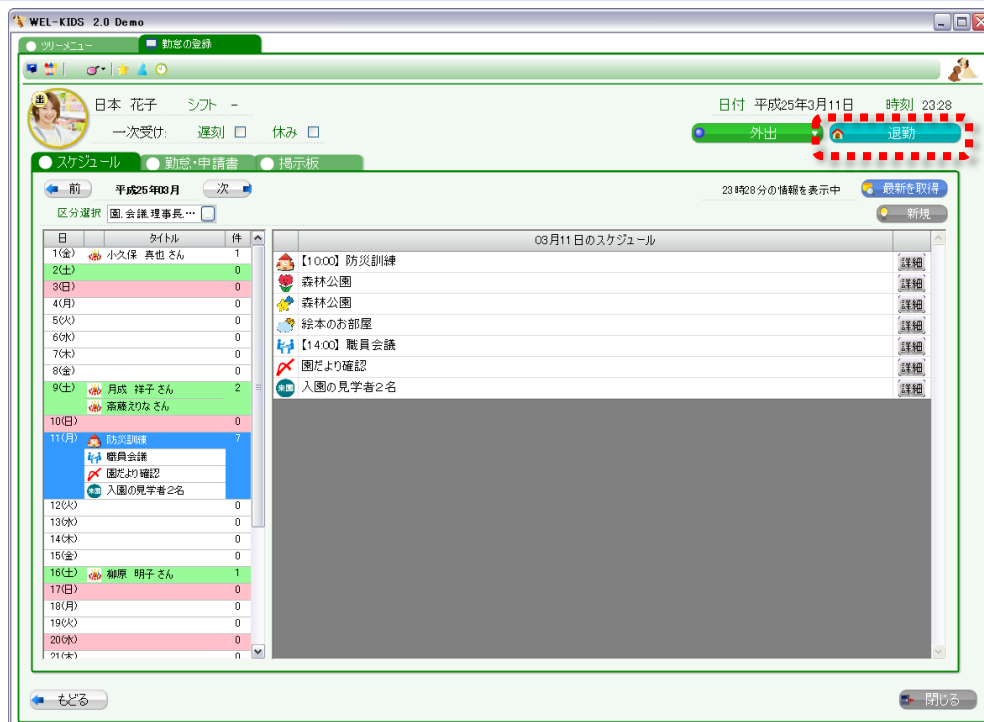 WEL-KIDS 2.0 Demo
ツリーメニュー 勤怠の登録
出 日本 花子 シフト - 日付 平成25年3月11日 時刻 23:28
一次受け: 遅刻 休み 外出 退勤
スケジュール 勤怠・申請書 掲示板
前 平成25年03月 次 23時28分の情報を表示中 最新を取得
区分選択 園,会議,理事長… 新規
日 タイトル 件 03月11日のスケジュール
1(金) 小久保 真也 さん 1
2(土) 0
3(日) 0
4(月) 0
5(火) 0
6(水) 0
7(木) 0
8(金) 0
9(土) 月成 祥子 さん 2
斎藤えりな さん
10(日) 0
11(月) 防災訓練 7
職員会議
園だより確認
来園 入園の見学者2名
12(火) 0
13(水) 0
14(木) 0
15(金) 0
16(土) 柳原 明子 さん 1
17(日) 0
18(月) 0
19(火) 0
20(水) 0
21(木) 0
【10:00】防災訓練 詳細
森林公園 詳細
森林公園 詳細
絵本のお部屋 詳細
【14:00】職員会議 詳細
園だより確認 詳細
来園 入園の見学者2名 詳細
もどる 閉じる